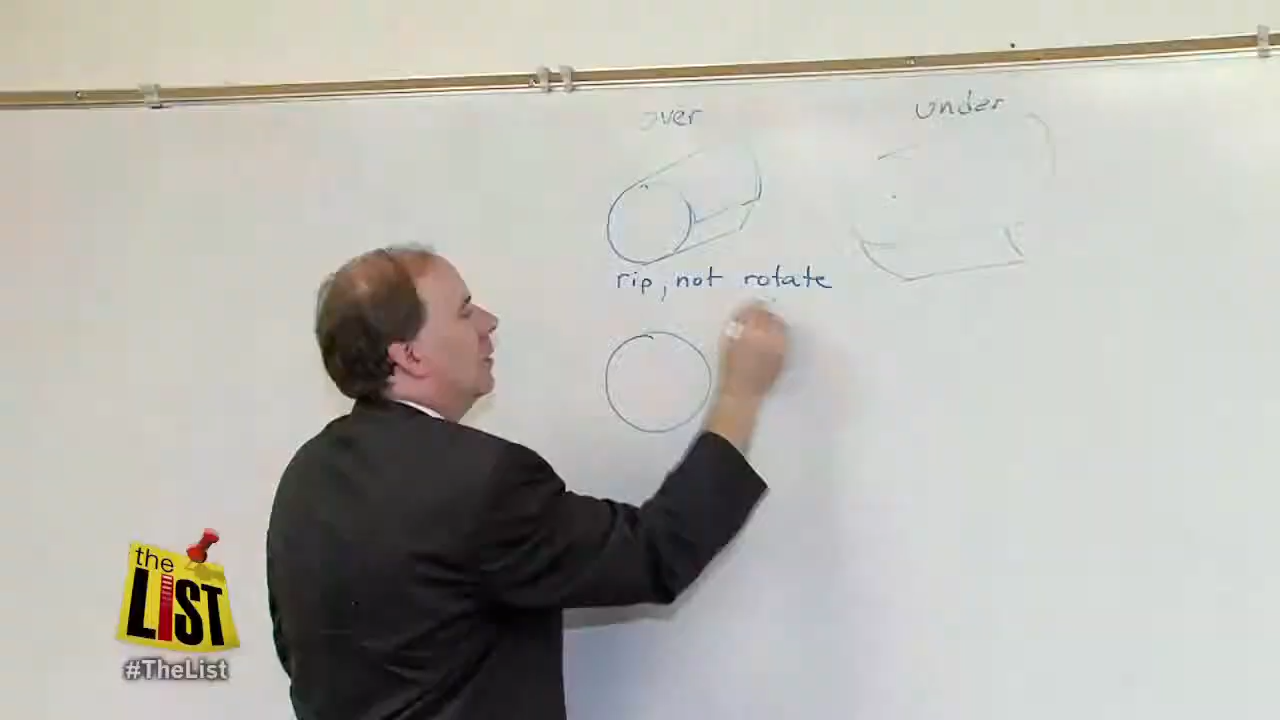 over
under
rip, not rotate
the
LIST
#TheList